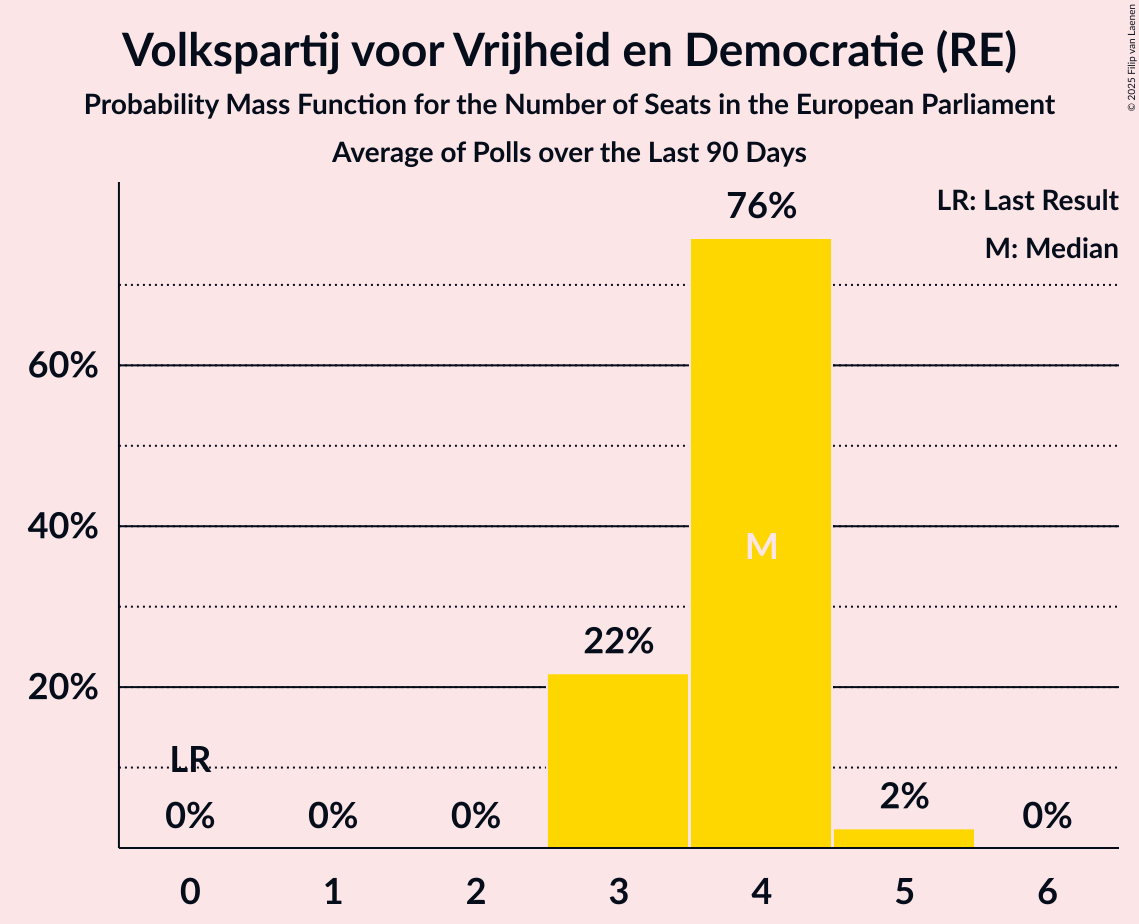 Volkspartij voor Vrijheid en Democratie (RE)
Probability Mass Function for the Number of Seats in the European Parliament
Average of Polls over the Last 90 Days
© 2025 Filip van Laenen
LR: Last Result
M: Median
76%
60%
40%
M
22%
20%
LR
0%
0%
0%
2%
0%
0
1
2
3
4
5
6